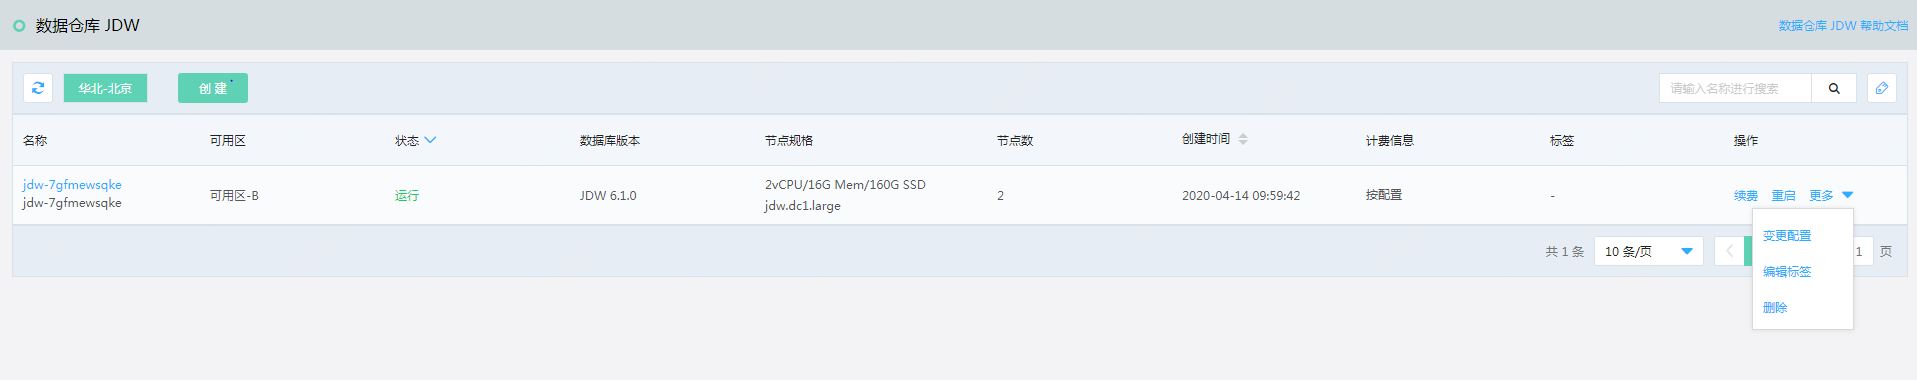 数据仓库 JDW
数据仓库 JDW 帮助文档
华北-北京
创 建
请输入名称进行搜索
名称
可用区
状态
数据库版本
节点规格
节点数
创建时间
计费信息
标签
操作
jdw-7gfmewsqke
jdw-7gfmewsqke
可用区-B
运行
JDW 6.1.0
2vCPU/16G Mem/160G SSD
jdw.dc1.large
2
2020-04-14 09:59:42
按配置
-
续费 重启 更多
变更配置
编辑标签
删除
共 1 条
10 条/页
1 页